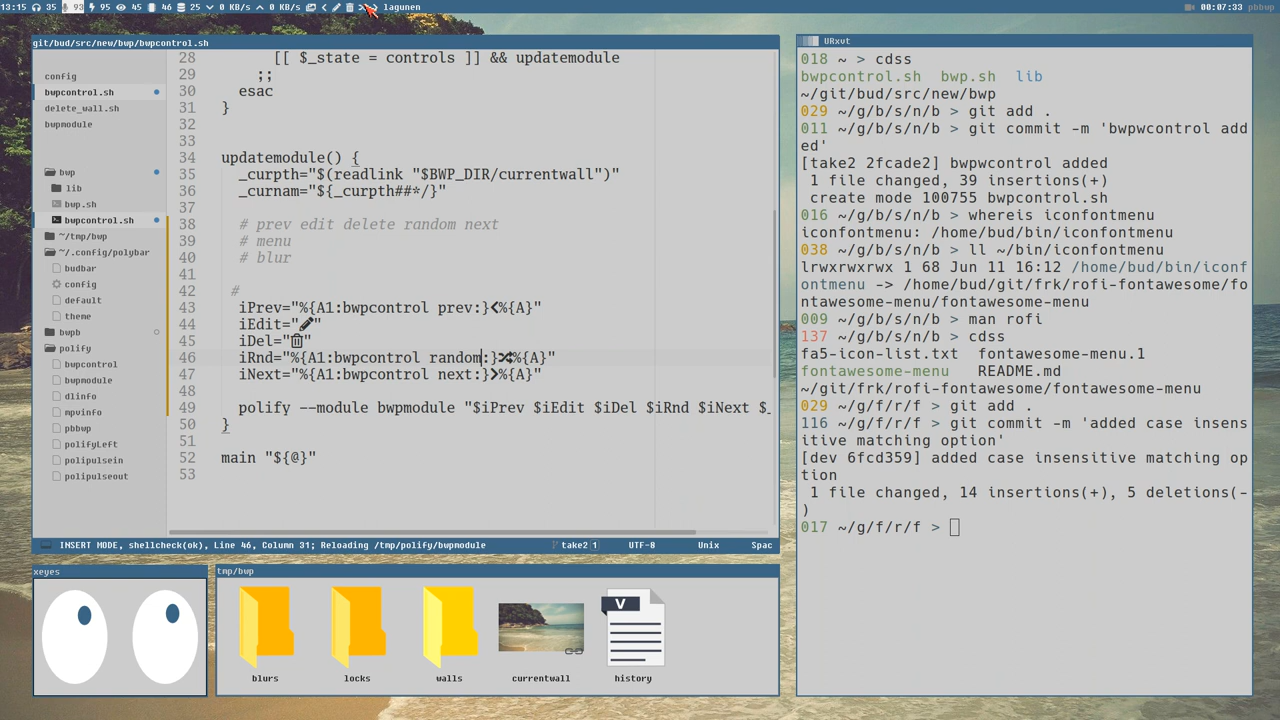 13:15 35 93 95 45 46 25 0 KB/s 0 KB/s lagunen 00:07:33 pbbwp
git/bud/src/new/bwp/bwpcontrol.sh
config
bwpcontrol.sh
delete_wall.sh
bwpmodule
bwp
lib
bwp.sh
bwpcontrol.sh
~/tmp/bwp
~/.config/polybar
budbar
config
default
theme
bwpb
polify
bwpcontrol
bwpmodule
dlinfo
mpvinfo
pbbwp
polifyLeft
polipulsein
polipulseout
28 [[ $_state = controls ]] && updatemodule
29 ;;
30 esac
31 }
32
33
34 updatemodule() {
35 _curpth="$(readlink "$BWP_DIR/currentwall")"
36 _curnam="${_curpth##*/}"
37
38 # prev edit delete random next
39 # menu
40 # blur
41
42 #
43 iPrev="%{A1:bwpcontrol prev:}<%{A}"
44 iEdit=""
45 iDel=""
46 iRnd="%{A1:bwpcontrol random:}%{A}"
47 iNext="%{A1:bwpcontrol next:}>%{A}"
48
49 polify --module bwpmodule "$iPrev $iEdit $iDel $iRnd $iNext $_
50 }
51
52 main "${@}"
53
INSERT MODE, shellcheck(ok), Line 46, Column 31; Reloading /tmp/polify/bwpmodule take2 1 UTF-8 Unix Spac
xeyes
tmp/bwp
blurs locks walls currentwall V history
URxvt
018 ~ > cdss
bwpcontrol.sh bwp.sh lib
~/git/bud/src/new/bwp
029 ~/g/b/s/n/b > git add .
011 ~/g/b/s/n/b > git commit -m 'bwpwcontrol add
ed'
[take2 2fcade2] bwpwcontrol added
1 file changed, 39 insertions(+)
create mode 100755 bwpcontrol.sh
016 ~/g/b/s/n/b > whereis iconfontmenu
iconfontmenu: /home/bud/bin/iconfontmenu
038 ~/g/b/s/n/b > ll ~/bin/iconfontmenu
lrwxrwxrwx 1 68 Jun 11 16:12 /home/bud/bin/iconf
ontmenu -> /home/bud/git/frk/rofi-fontawesome/fo
ntawesome-menu/fontawesome-menu
009 ~/g/b/s/n/b > man rofi
137 ~/g/b/s/n/b > cdss
fa5-icon-list.txt fontawesome-menu.1
fontawesome-menu README.md
~/git/frk/rofi-fontawesome/fontawesome-menu
029 ~/g/f/r/f > git add .
116 ~/g/f/r/f > git commit -m 'added case insens
itive matching option'
[dev 6fcd359] added case insensitive matching op
tion
1 file changed, 14 insertions(+), 5 deletions(-
)
017 ~/g/f/r/f >